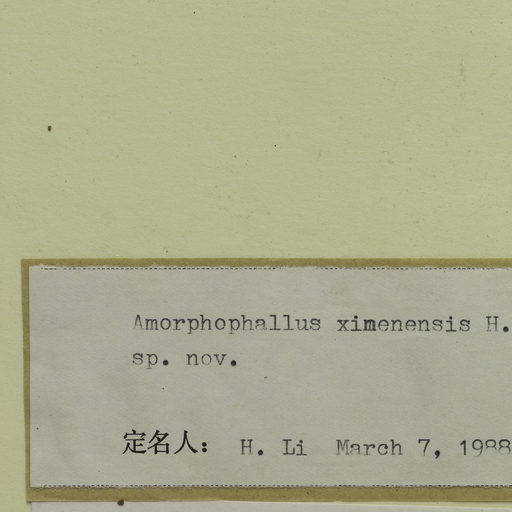 Amorphophallus ximenensis H.
sp. nov.
定名人： H. Li March 7, 1988